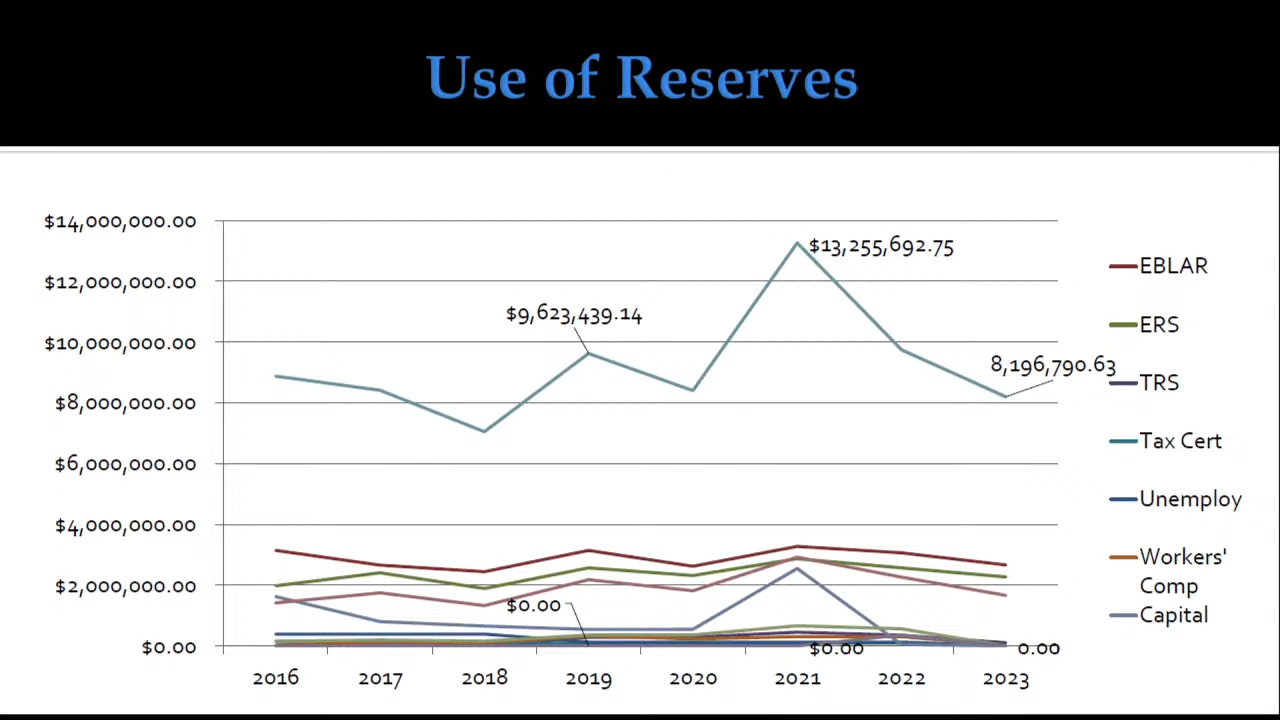 Use of Reserves
$14,000,000.00
$12,000,000.00
$10,000,000.00
$8,000,000.00
$6,000,000.00
$4,000,000.00
$2,000,000.00
$0.00
$13,255,692.75
$9,623,439.14
8,196,790.63
$0.00
$0.00
0.00
2016 2017 2018 2019 2020 2021 2022 2023
EBLAR
ERS
TRS
Tax Cert
Unemploy
Workers'
Comp
Capital